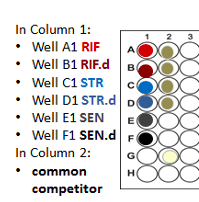 In Column 1:
• Well A1 RIF
• Well B1 RIF.d
• Well C1 STR
• Well D1 STR.d
• Well E1 SEN
• Well F1 SEN.d
In Column 2:
• common
competitor
1 2 3
A
B
C
D
E
F
G
H